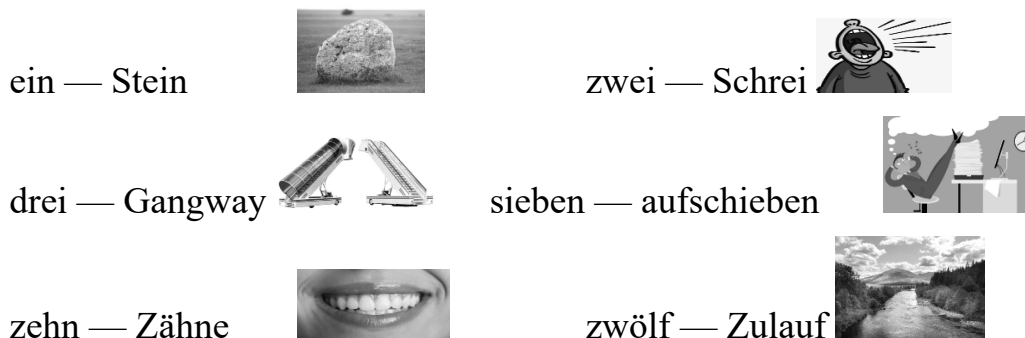 ein — Stein
zwei — Schrei
drei — Gangway
sieben — aufschieben
zehn — Zähne
zwölf — Zulauf